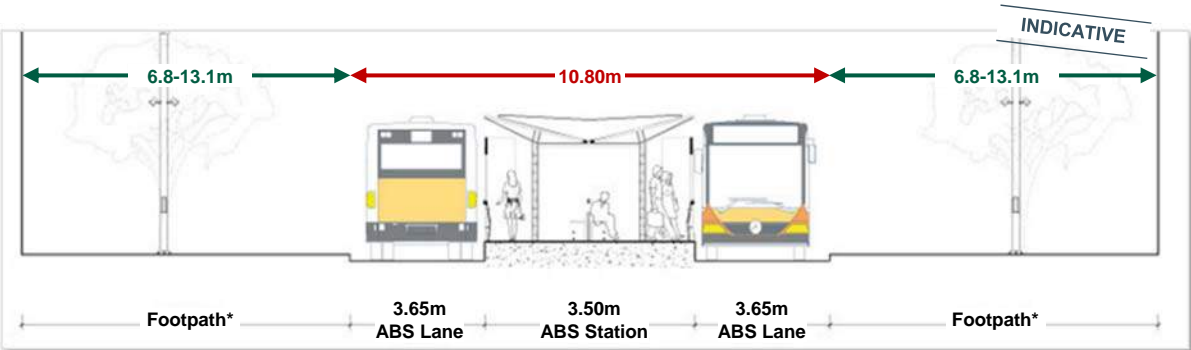 INDICATIVE
6.8-13.1m
10.80m
6.8-13.1m
Footpath*
3.65m
ABS Lane
3.50m
ABS Station
3.65m
ABS Lane
Footpath*